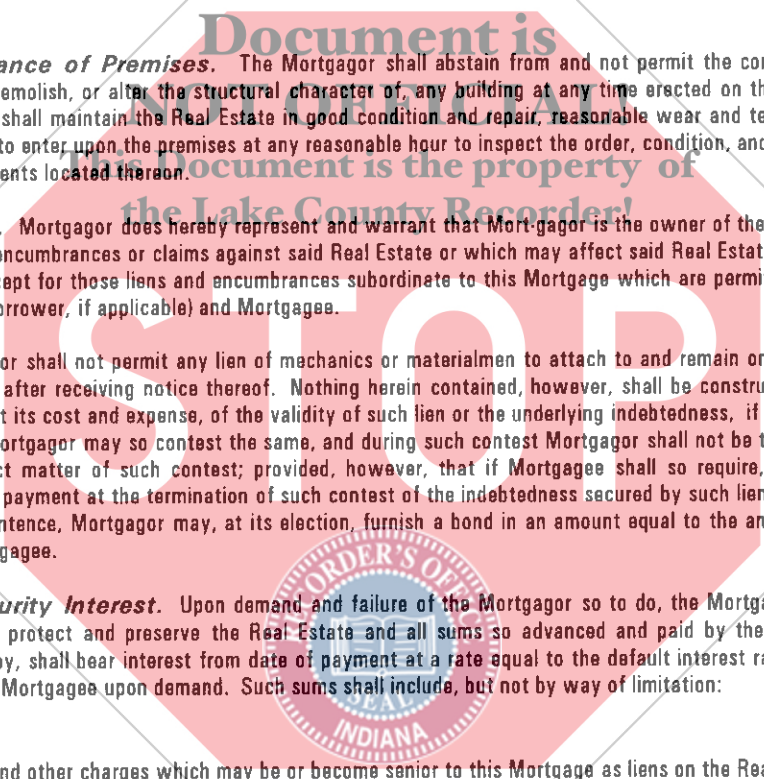 Document is
ance of Premises. The Mortgagor shall abstain from and not permit the con
emolish, or alter the structural character of, any building at any time erected on th
NOT OFFICIAL!
shall maintain the Real Estate in good condition and repair, reasonable wear and te
to enter upon the premises at any reasonable hour to inspect the order, condition, and
This Document is the property of
ents located thereon.
the Lake County Recorder!
. Mortgagor does hereby represent and warrant that Mort-gagor is the owner of the
encumbrances or claims against said Real Estate or which may affect said Real Estat
cept for those liens and encumbrances subordinate to this Mortgage which are permi
orrower, if applicable) and Mortgagee.
STOP
or shall not permit any lien of mechanics or materialmen to attach to and remain or
after receiving notice thereof. Nothing herein contained, however, shall be constru
t its cost and expense, of the validity of such lien or the underlying indebtedness, if
ortgagor may so contest the same, and during such contest Mortgagor shall not be t
ct matter of such contest; provided, however, that if Mortgagee shall so require,
payment at the termination of such contest of the indebtedness secured by such lien
ntence, Mortgagor may, at its election, furnish a bond in an amount equal to the an
gagee.
RECORDER'S OFFICE
urity Interest. Upon demand and failure of the Mortgagor so to do, the Mortga
protect and preserve the Real Estate and all sums so advanced and paid by the
by, shall bear interest from date of payment at a rate equal to the default interest ra
Mortgagee upon demand. Such sums shall include, but not by way of limitation:
SEAL
INDIANA
nd other charges which may be or become senior to this Mortgage as liens on the Rea